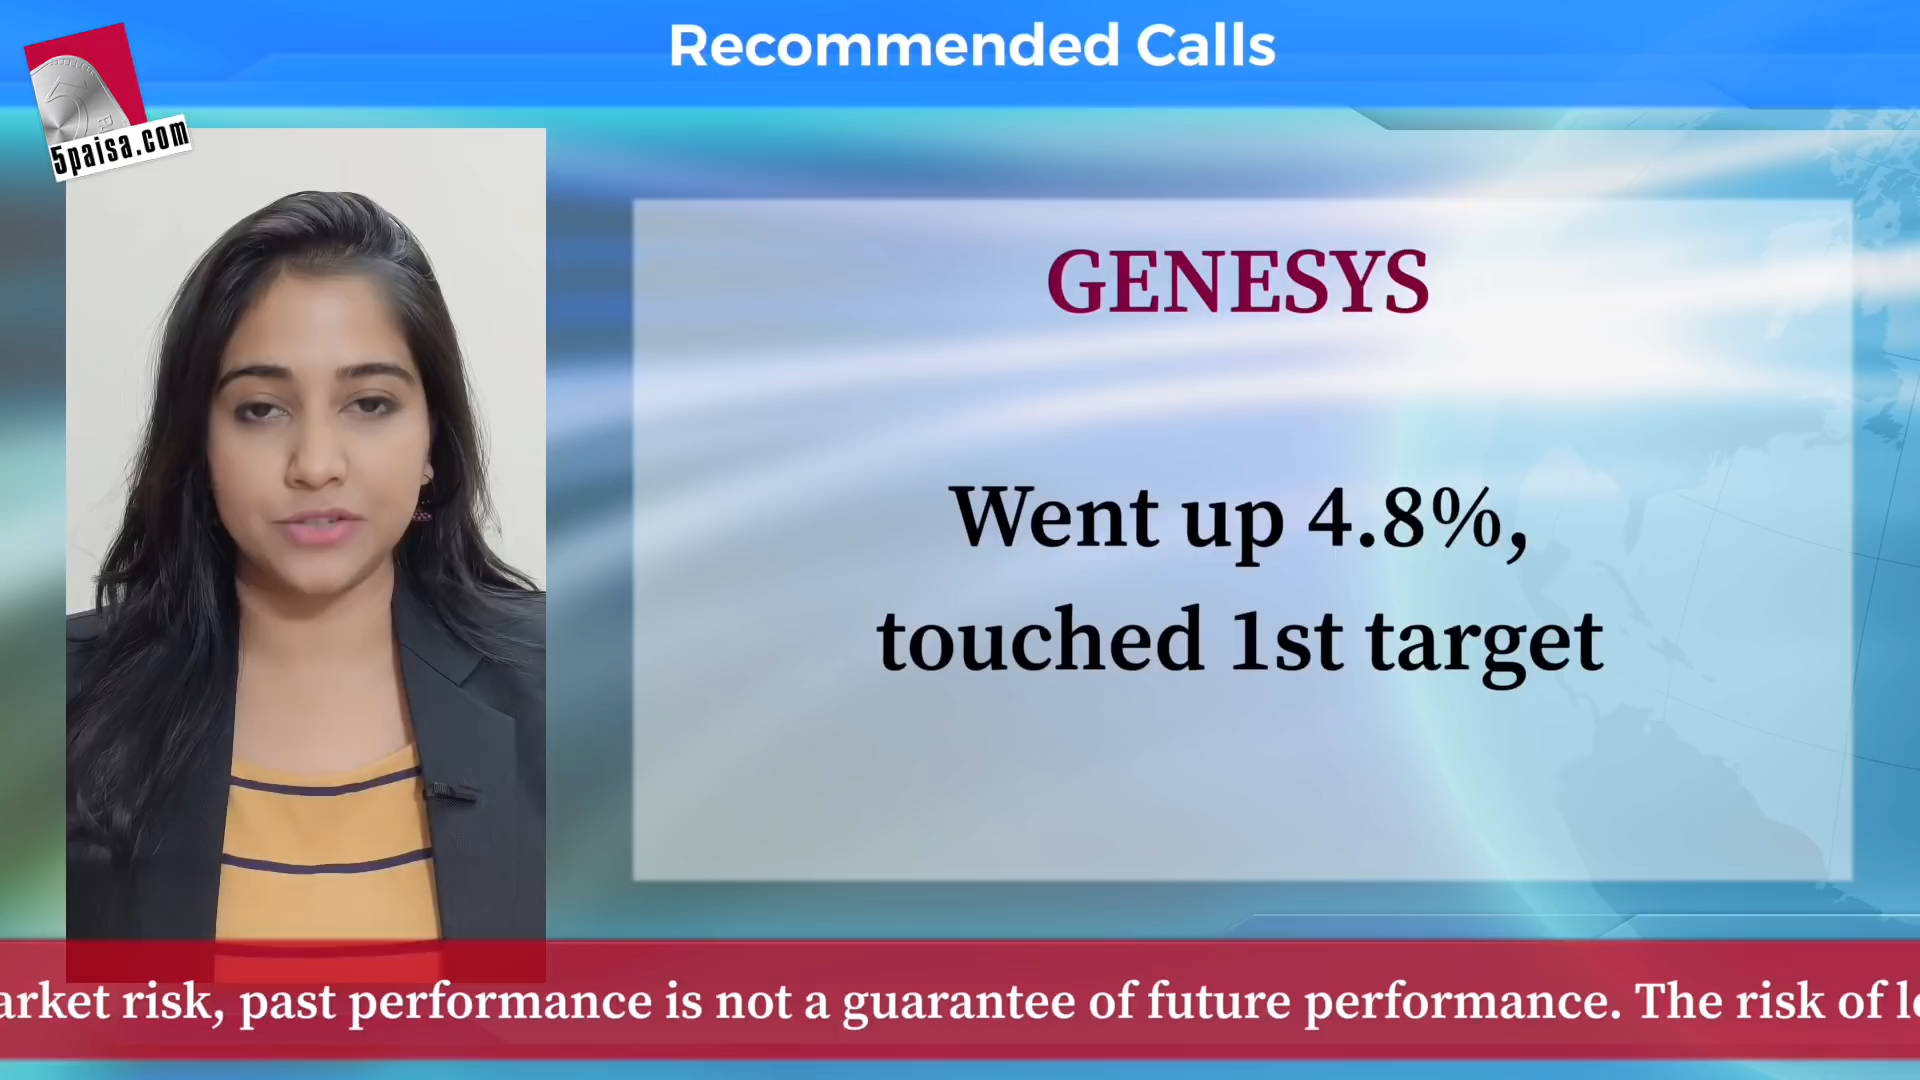 Recommended Calls
5paisa.com
GENESYS
Went up 4.8%,
touched 1st target
market risk, past performance is not a guarantee of future performance. The risk of